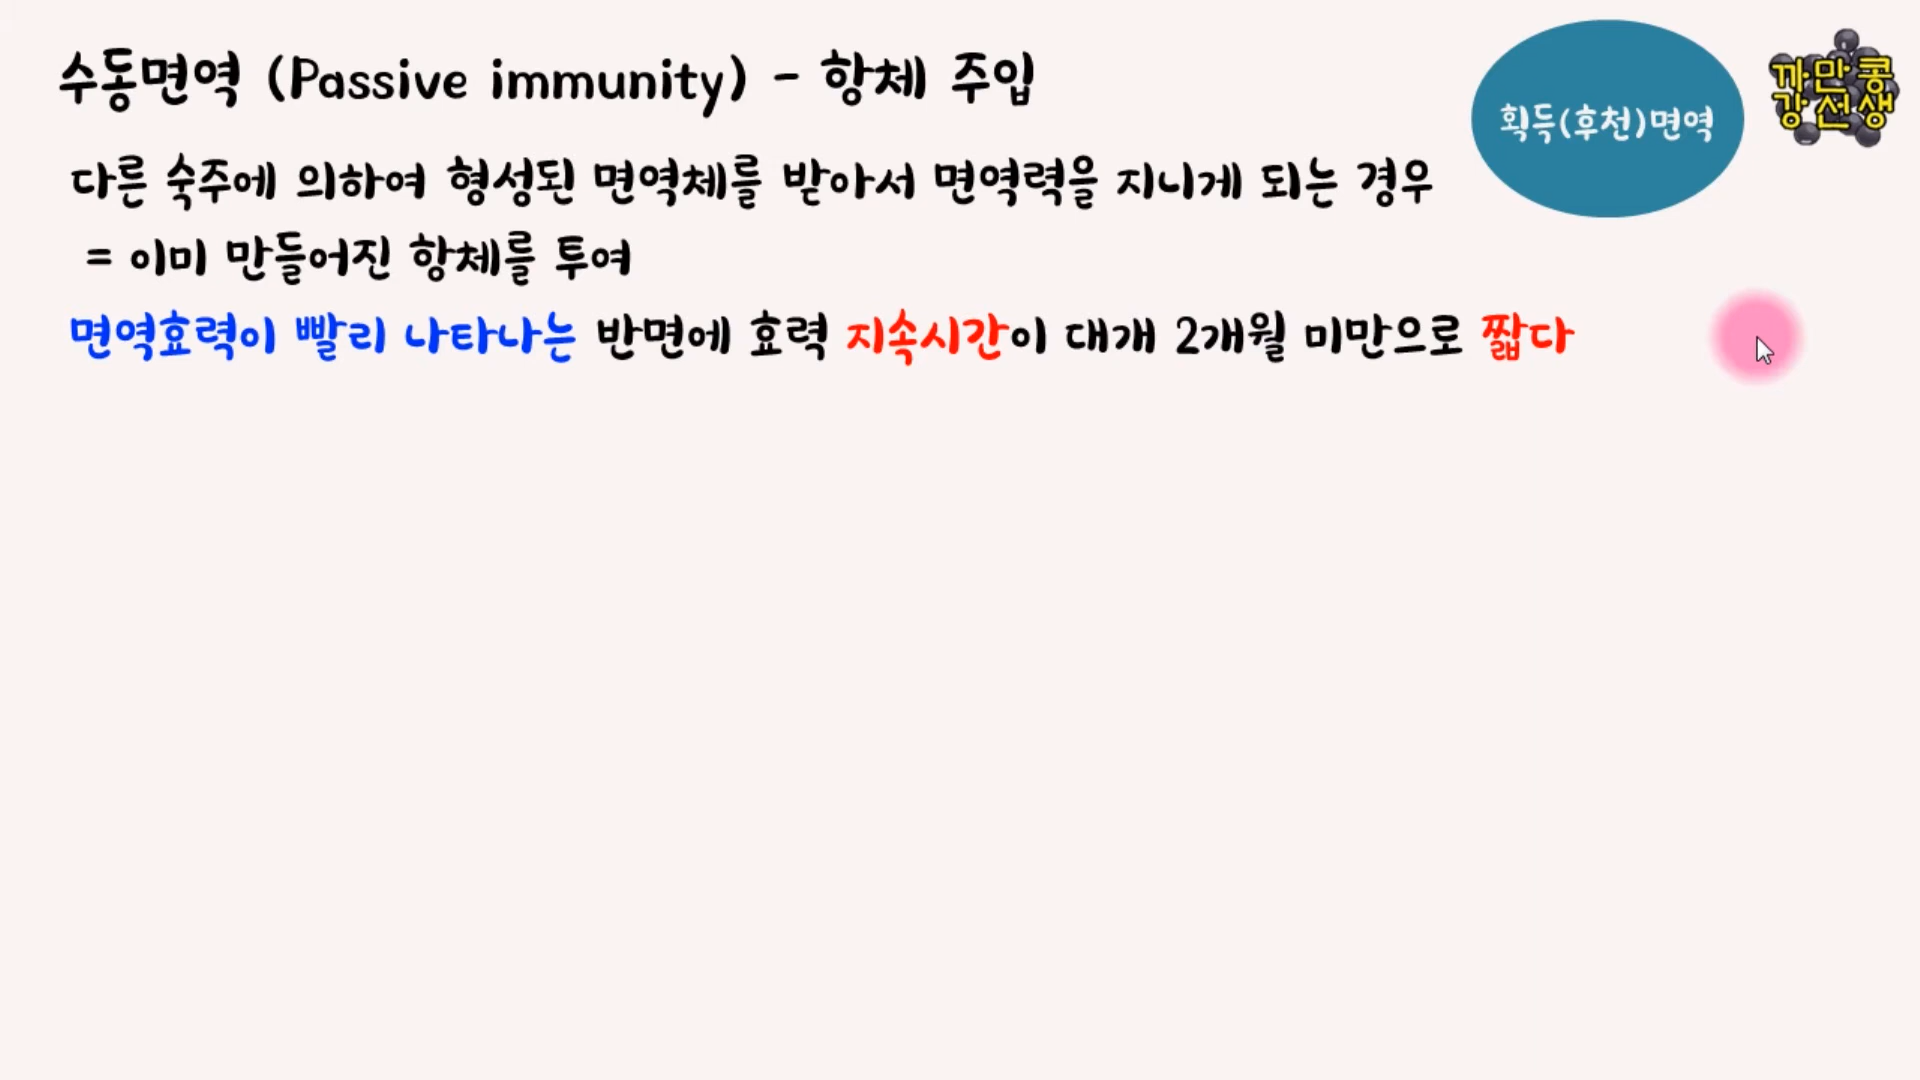 수동면역 (Passive immunity) - 항체 주입
획득(후천)면역
까만콩
강선생
다른 숙주에 의하여 형성된 면역체를 받아서 면역력을 지니게 되는 경우
= 이미 만들어진 항체를 투여
면역효력이 빨리 나타나는 반면에 효력 지속시간이 대개 2개월 미만으로 짧다